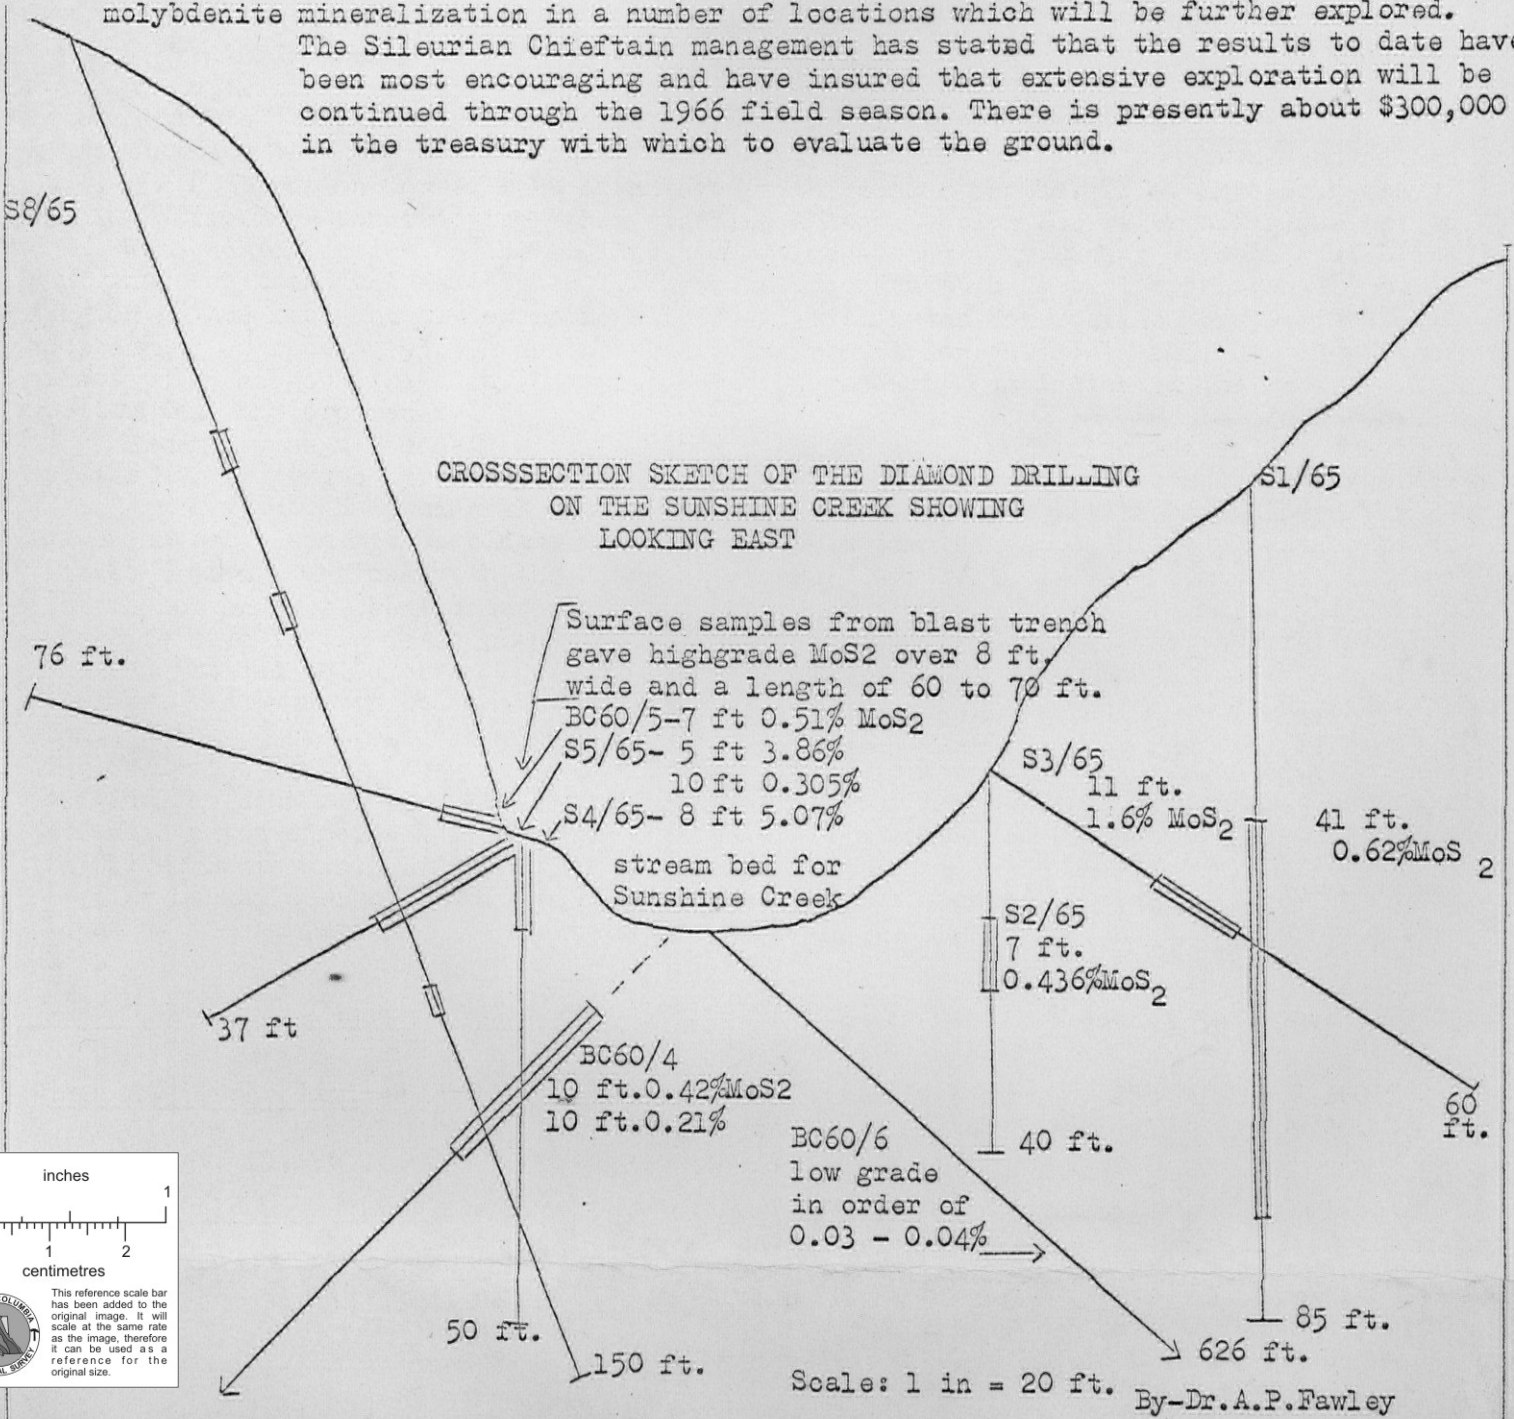 molybdenite mineralization in a number of locations which will be further explored.
The Sileurian Chieftain management has stated that the results to date have
been most encouraging and have insured that extensive exploration will be
continued through the 1966 field season. There is presently about $300,000
in the treasury with which to evaluate the ground.
S8/65
CROSSSECTION SKETCH OF THE DIAMOND DRILLING
ON THE SUNSHINE CREEK SHOWING
LOOKING EAST
S1/65
Surface samples from blast trench
gave highgrade MoS2 over 8 ft.
wide and a length of 60 to 70 ft.
BC60/5-7 ft 0.51% MoS2
S5/65- 5 ft 3.86%
10 ft 0.305%
S4/65- 8 ft 5.07%
76 ft.
stream bed for
Sunshine Creek
S3/65
11 ft.
1.6% MoS2
41 ft.
0.62%MoS 2
S2/65
7 ft.
0.436%MoS2
37 ft
BC60/4
10 ft.0.42%MoS2
10 ft.0.21%
BC60/6
low grade
in order of
0.03 - 0.04%
40 ft.
60
ft.
50 ft.
150 ft.
85 ft.
626 ft.
Scale: 1 in = 20 ft.
By-Dr.A.P.Fawley
inches
1
1 2
centimetres
This reference scale bar
has been added to the
original image. It will
scale at the same rate
as the image, therefore
it can be used as a
reference for the
original size.